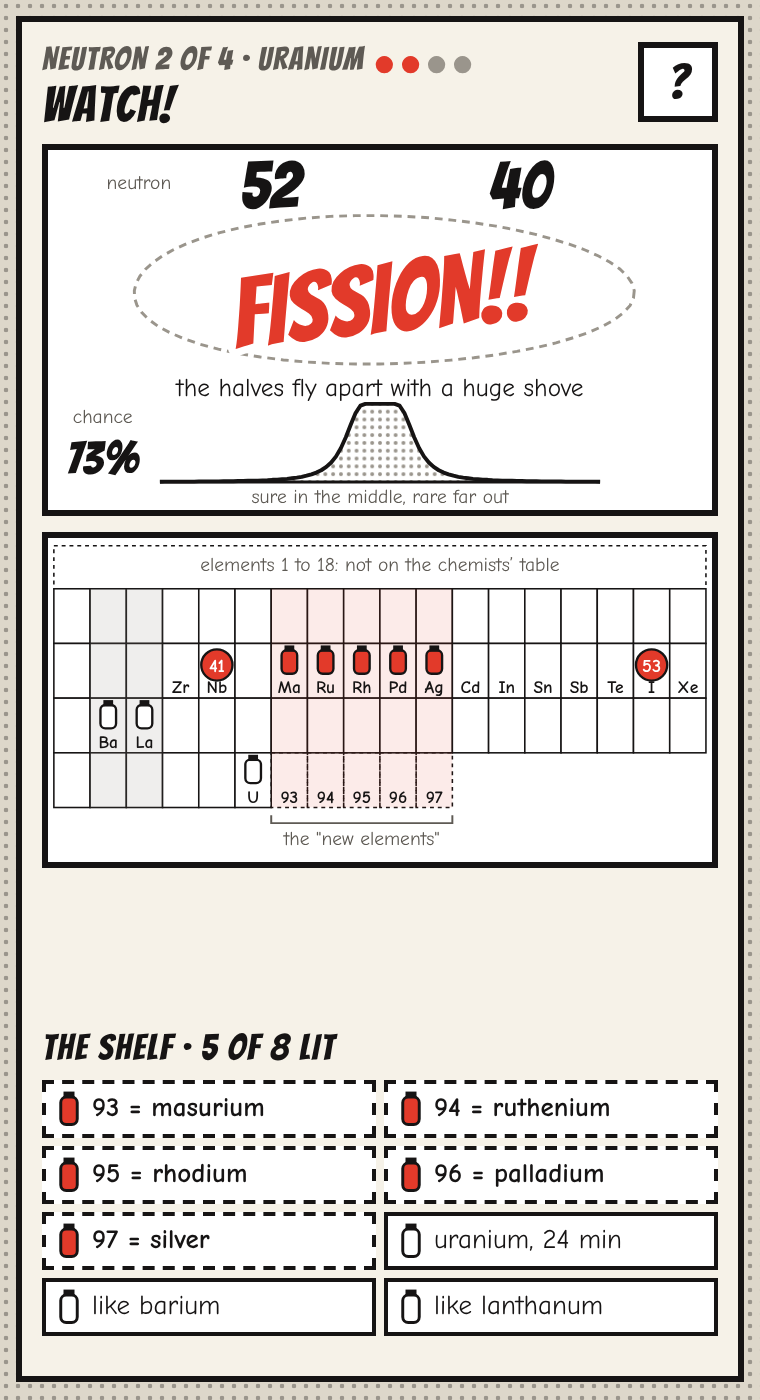 NEUTRON 2 OF 4 · URANIUM
WATCH!
?
neutron
52
40
FISSION!!
the halves fly apart with a huge shove
chance
73%
sure in the middle, rare far out
elements 1 to 18: not on the chemists' table
41
53
Zr Nb Ma Ru Rh Pd Ag Cd In Sn Sb Te I Xe
Ba La
U 93 94 95 96 97
the "new elements"
THE SHELF · 5 OF 8 LIT
93 = masurium
94 = ruthenium
95 = rhodium
96 = palladium
97 = silver
uranium, 24 min
like barium
like lanthanum